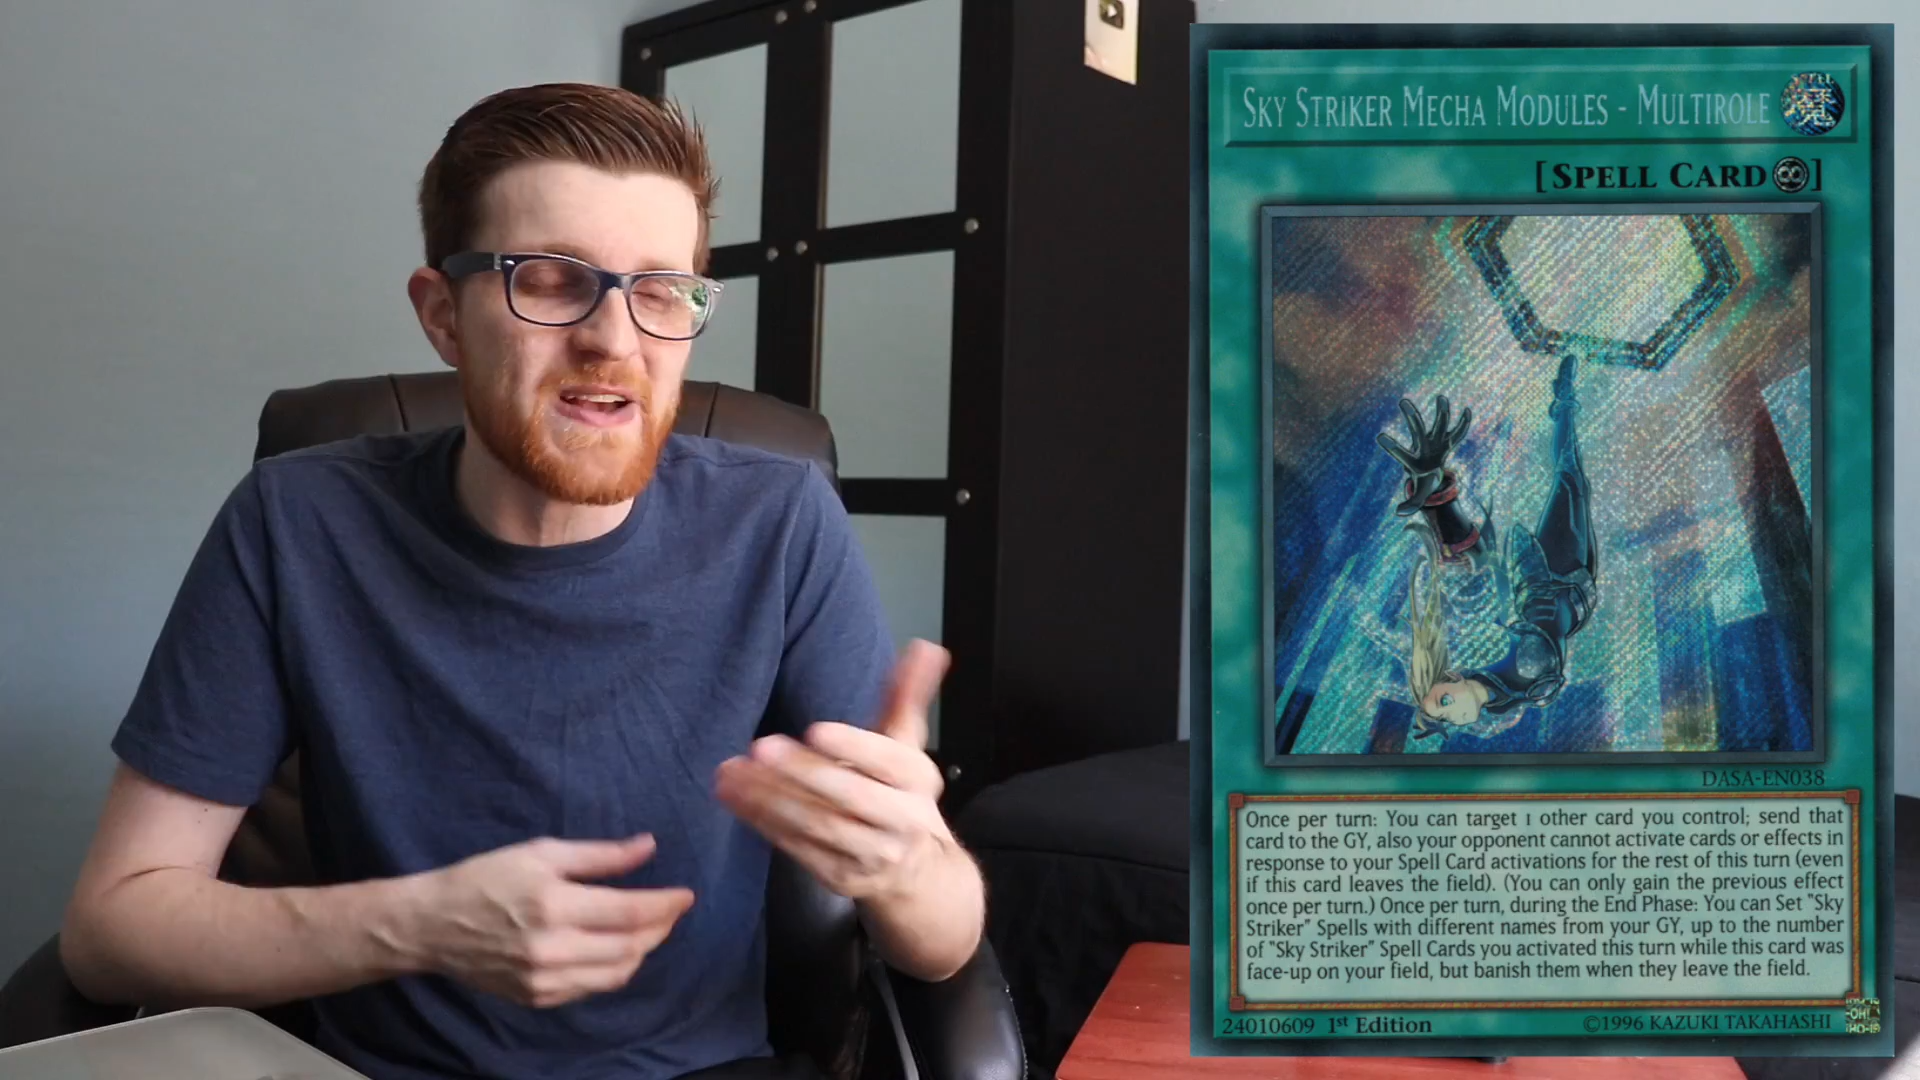 SKY STRIKER MECHA MODULES - MULTIROLE
[SPELL CARD]
DASA-EN038
Once per turn: You can target 1 other card you control; send that
card to the GY, also your opponent cannot activate cards or effects in
response to your Spell Card activations for the rest of this turn (even
if this card leaves the field). (You can only gain the previous effect
once per turn.) Once per turn, during the End Phase: You can Set "Sky
Striker" Spells with different names from your GY, up to the number
of "Sky Striker" Spell Cards you activated this turn while this card was
face-up on your field, but banish them when they leave the field.
24010609 1st Edition ©1996 KAZUKI TAKAHASHI